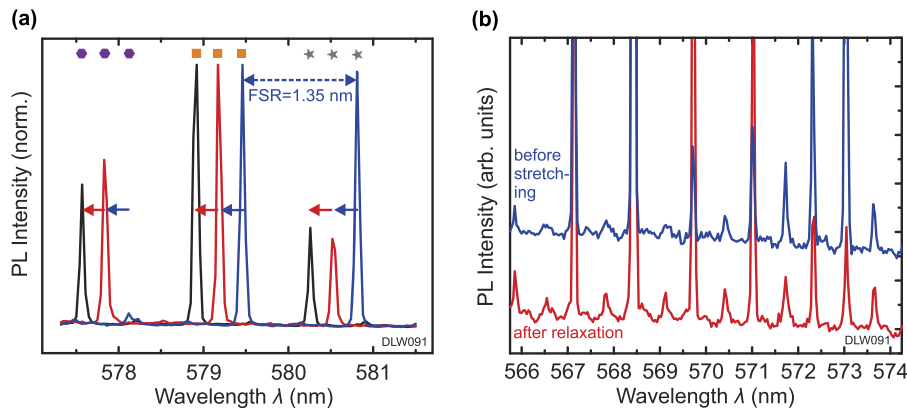 (a)
PL Intensity (norm.)
FSR=1.35 nm
DLW091
578 579 580 581
Wavelength λ (nm)
(b)
PL Intensity (arb. units)
before
stretch-
ing
after relaxation
DLW091
566 567 568 569 570 571 572 573 574
Wavelength λ (nm)